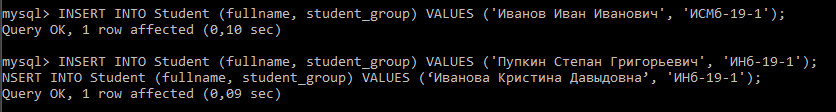 mysql> INSERT INTO Student (fullname, student_group) VALUES ('Иванов Иван Иванович', 'ИСМб-19-1');
Query OK, 1 row affected (0,10 sec)
mysql> INSERT INTO Student (fullname, student_group) VALUES ('Пупкин Степан Григорьевич', 'ИНб-19-1');
NSERT INTO Student (fullname, student_group) VALUES (‘Иванова Кристина Давыдовна’, 'ИНб-19-1');
Query OK, 1 row affected (0,09 sec)